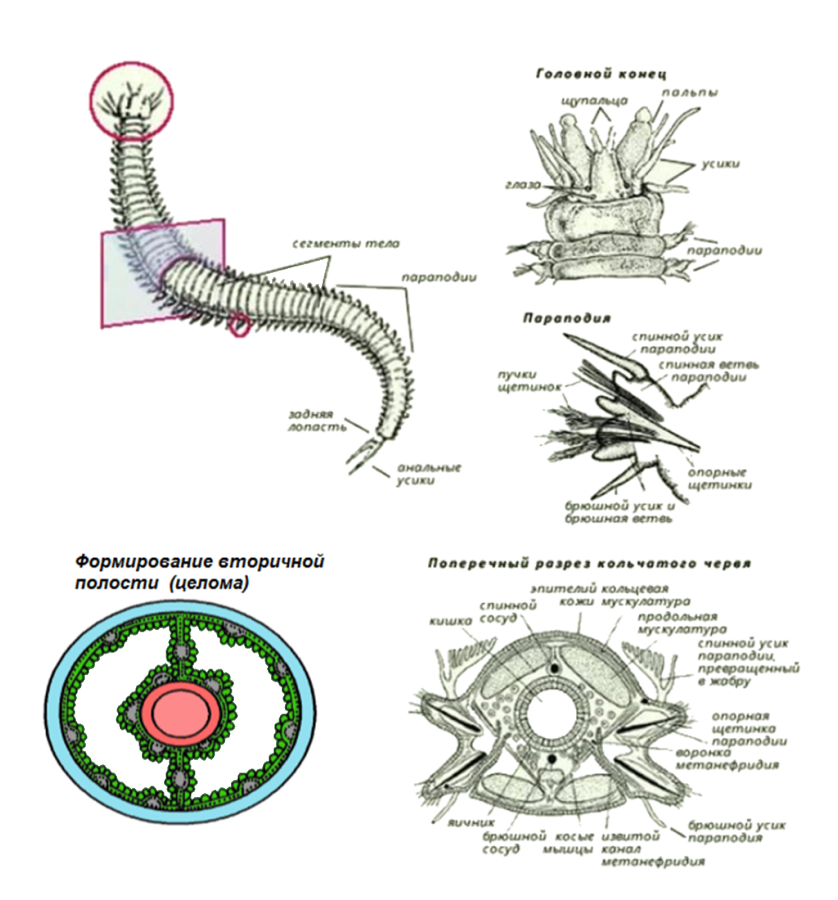 Головной конец
щупальца
пальпы
усики
глаза
параподии
сегменты тела
параподии
задняя
лопасть
анальные
усики
Параподия
спинной усик
параподии
спинная ветвь
параподии
пучки
щетинок
опорные
щетинки
брюшной усик и
брюшная ветвь
Формирование вторичной
полости (целома)
Поперечный разрез кольчатого червя
эпителий
кожи
кольцевая
мускулатура
спинной
сосуд
кишка
продольная
мускулатура
спинной усик
параподии,
превращенный
в жабру
опорная
щетинка
параподии
воронка
метанефридия
брюшной усик
параподия
яичник
брюшной
сосуд
косые
мышцы
извитой
канал
метанефридия